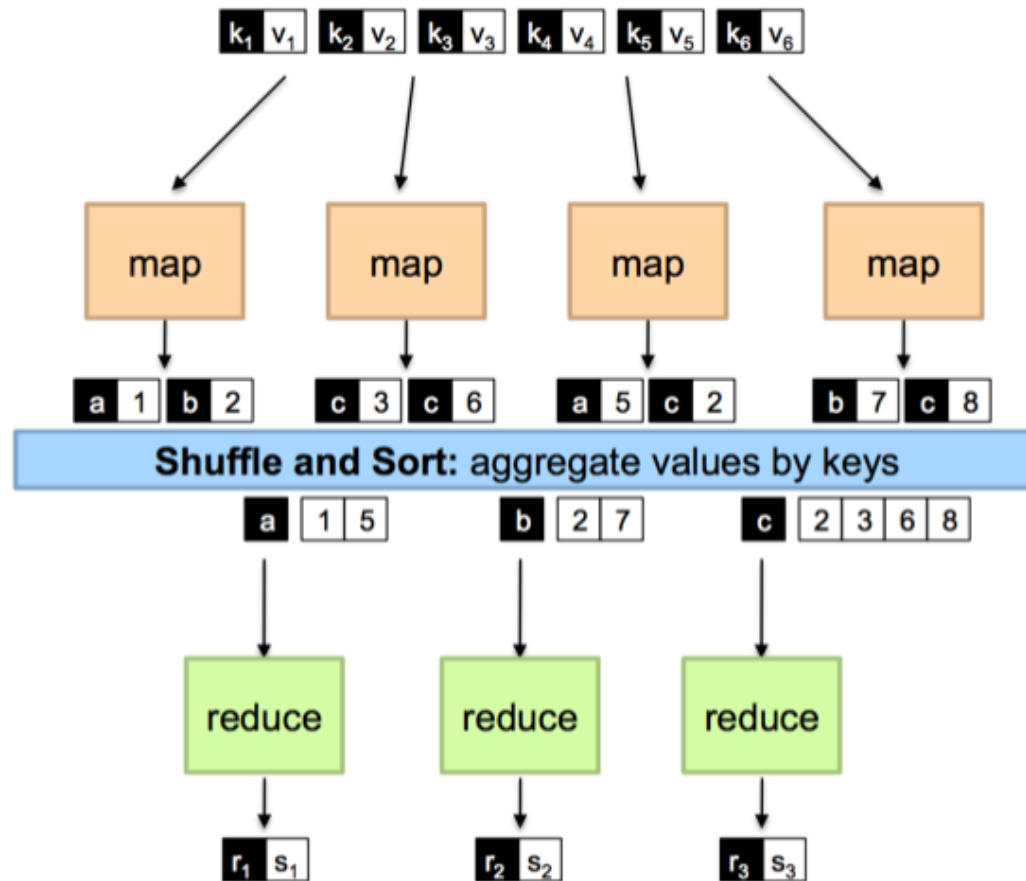 k₁ v₁ k₂ v₂ k₃ v₃ k₄ v₄ k₅ v₅ k₆ v₆
map map map map
a 1 b 2 c 3 c 6 a 5 c 2 b 7 c 8
Shuffle and Sort: aggregate values by keys
a 1 5 b 2 7 c 2 3 6 8
reduce reduce reduce
r₁ s₁ r₂ s₂ r₃ s₃